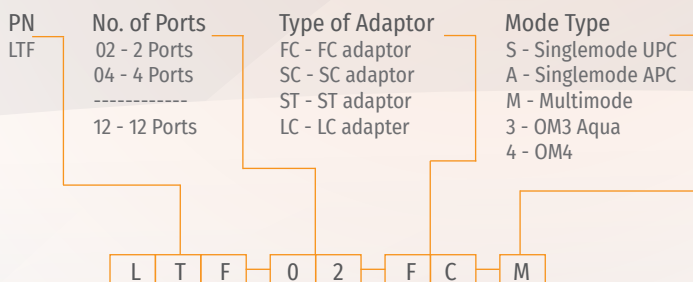 PN
LTF
No. of Ports
02 - 2 Ports
04 - 4 Ports
------------
12 - 12 Ports
Type of Adaptor
FC - FC adaptor
SC - SC adaptor
ST - ST adaptor
LC - LC adapter
Mode Type
S - Singlemode UPC
A - Singlemode APC
M - Multimode
3 - OM3 Aqua
4 - OM4
L T F 0 2 F C M